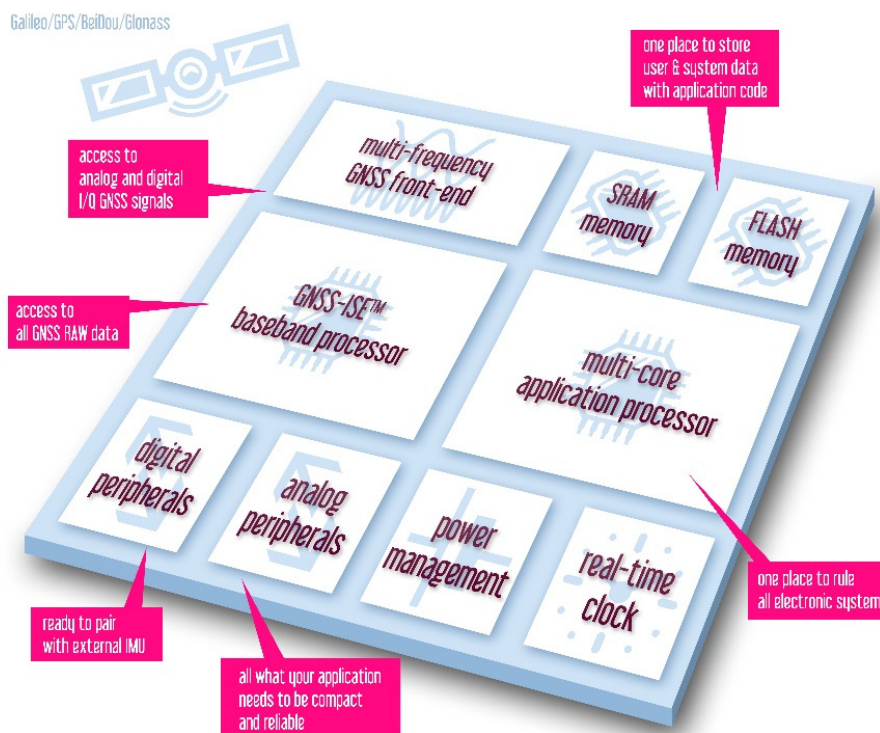 Galileo/GPS/BeiDou/Glonass
one place to store
user & system data
with application code
access to
analog and digital
I/Q GNSS signals
multi-frequency
GNSS front-end
SRAM
memory
FLASH
memory
access to
all GNSS RAW data
GNSS-ISE™
baseband processor
multi-core
application processor
digital
peripherals
analog
peripherals
power
management
real-time
clock
one place to rule
all electronic system
ready to pair
with external IMU
all what your application
needs to be compact
and reliable